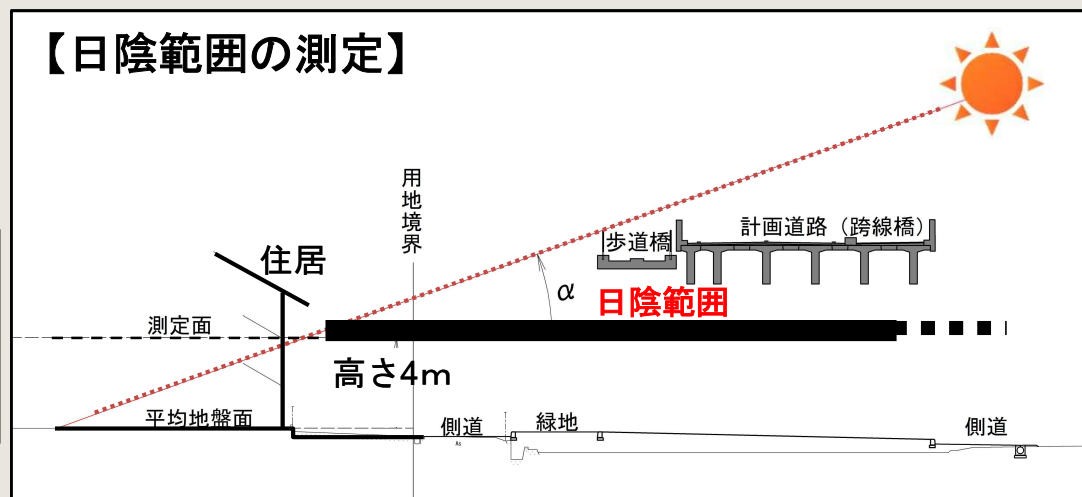 【日陰範囲の測定】
用地境界
計画道路（跨線橋）
歩道橋
住居
α
日陰範囲
測定面
高さ4m
平均地盤面
側道
緑地
側道
As